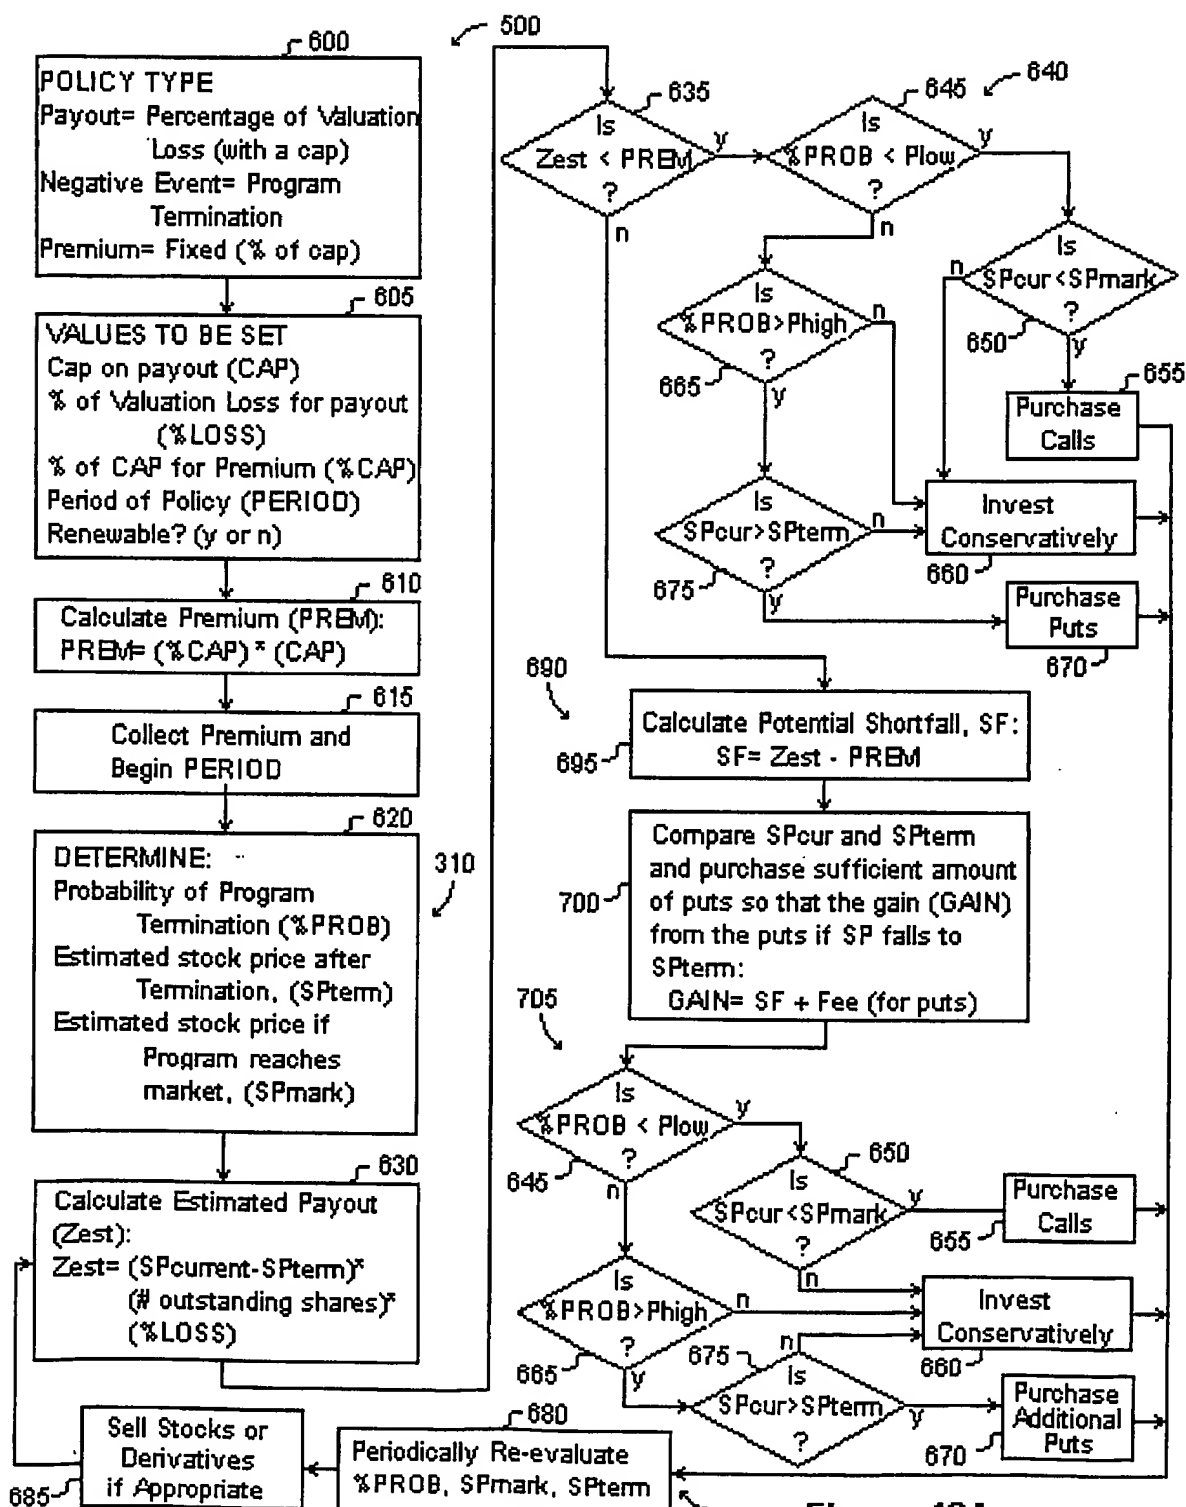 500
600
POLICY TYPE
Payout= Percentage of Valuation
Loss (with a cap)
Negative Event= Program
Termination
Premium= Fixed (% of cap)
605
VALUES TO BE SET
Cap on payout (CAP)
% of Valuation Loss for payout
(%LOSS)
% of CAP for Premium (%CAP)
Period of Policy (PERIOD)
Renewable? (y or n)
610
Calculate Premium (PREM):
PREM= (%CAP) * (CAP)
615
Collect Premium and
Begin PERIOD
620
DETERMINE:
Probability of Program
Termination (%PROB)
Estimated stock price after
Termination, (SPterm)
Estimated stock price if
Program reaches
market, (SPmark)
310
630
Calculate Estimated Payout
(Zest):
Zest= (SPcurrent-SPterm)*
(# outstanding shares)*
(%LOSS)
635
Is
Zest < PREM
?
y
n
640
645
Is
%PROB < Plow
?
y
n
Is
SPcur<SPmark
?
n
y
650
655
Purchase
Calls
Is
%PROB>Phigh
?
n
y
665
Is
SPcur>SPterm
?
n
y
675
Invest
Conservatively
660
Purchase
Puts
670
690
Calculate Potential Shortfall, SF:
SF= Zest - PREM
695
Compare SPcur and SPterm
and purchase sufficient amount
of puts so that the gain (GAIN)
from the puts if SP falls to
SPterm:
GAIN= SF + Fee (for puts)
700
705
Is
%PROB < Plow
?
y
n
645
650
Is
SPcur<SPmark
?
y
n
Purchase
Calls
655
Is
%PROB>Phigh
?
n
y
665
Invest
Conservatively
660
675
n
Is
SPcur>SPterm
?
y
Purchase
Additional
Puts
670
680
Periodically Re-evaluate
%PROB, SPmark, SPterm
Sell Stocks or
Derivatives
if Appropriate
685